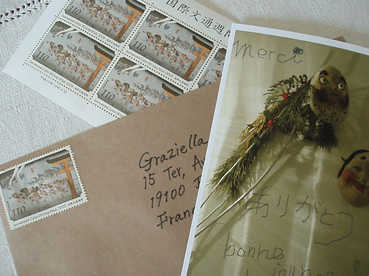 国際文通週間
110
110
110
110
Graziella
15 Ter, Av
19100
Fran
Merci
ありがとう
bonne